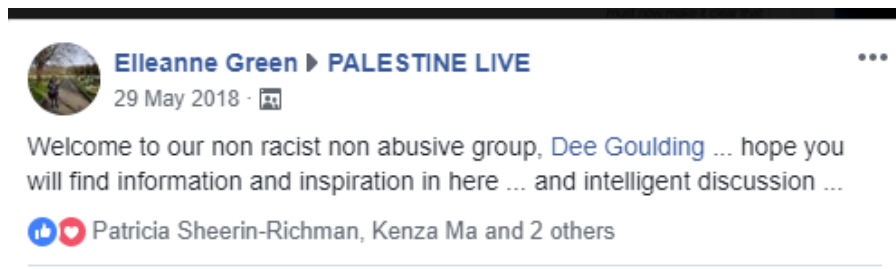 Elleanne Green ▸ PALESTINE LIVE
29 May 2018 ·
Welcome to our non racist non abusive group, Dee Goulding ... hope you
will find information and inspiration in here ... and intelligent discussion ...
Patricia Sheerin-Richman, Kenza Ma and 2 others